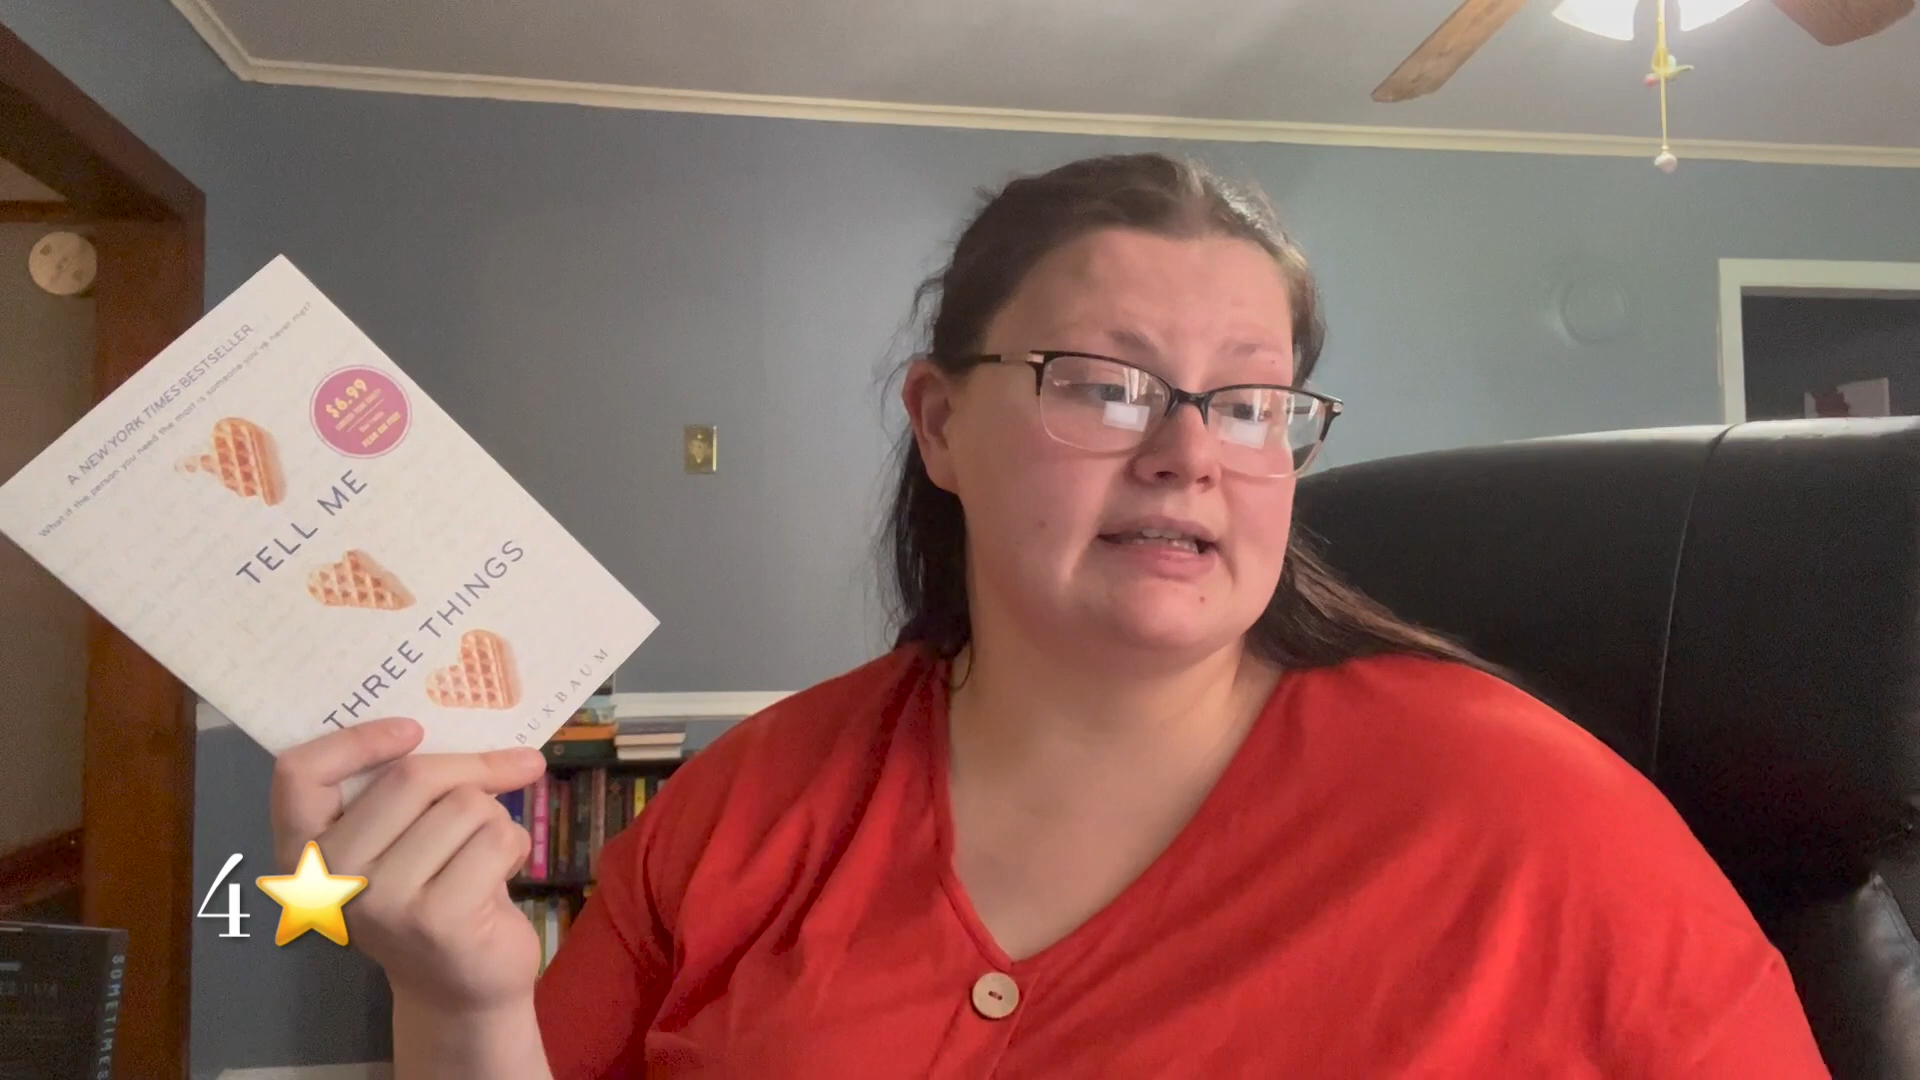 A NEW YORK TIMES BESTSELLER
What if the person you need the most is someone you've never met?
$6.99
TELL ME
THREE THINGS
BUXBAUM
4
SOMETIMES